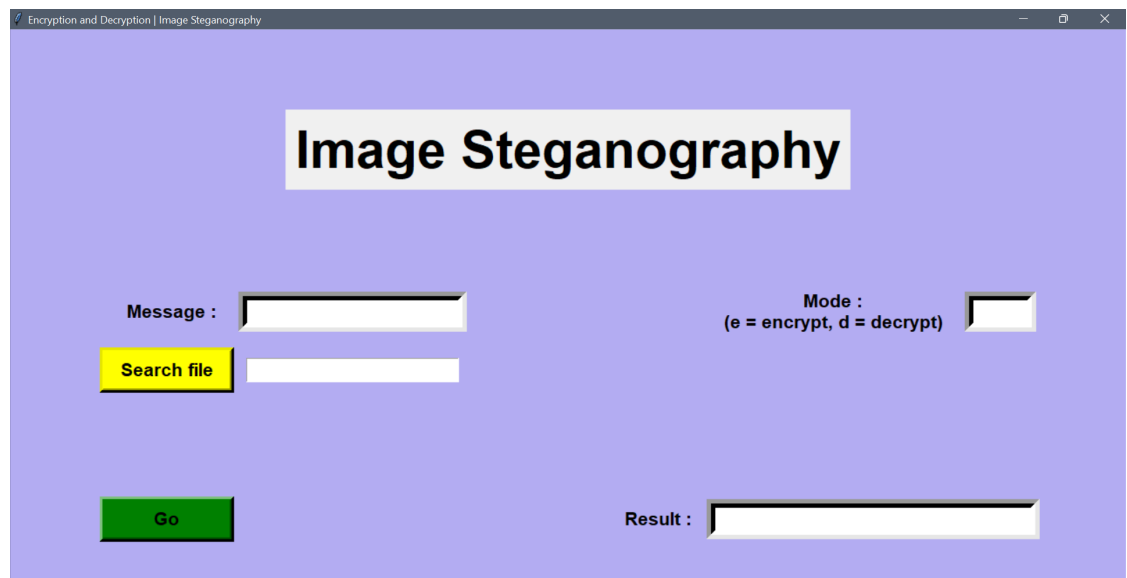 Encryption and Decryption | Image Steganography
Image Steganography
Message :
Mode :
(e = encrypt, d = decrypt)
Search file
Go
Result :